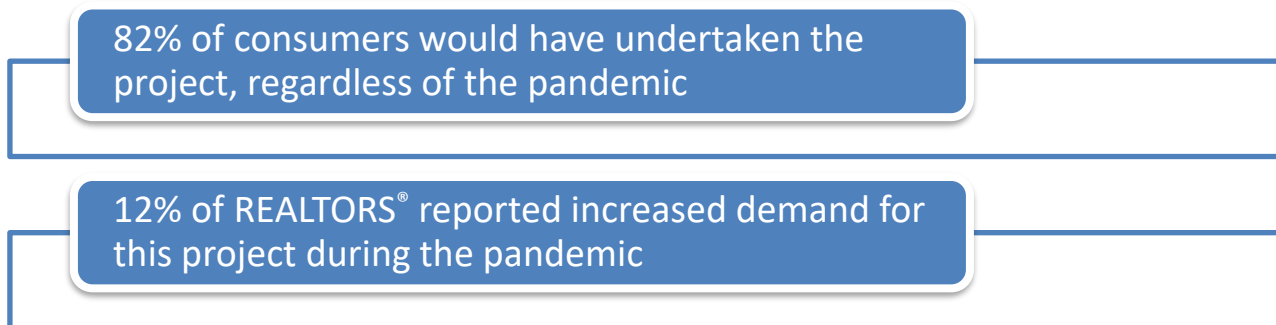 82% of consumers would have undertaken the
project, regardless of the pandemic
12% of REALTORS® reported increased demand for
this project during the pandemic